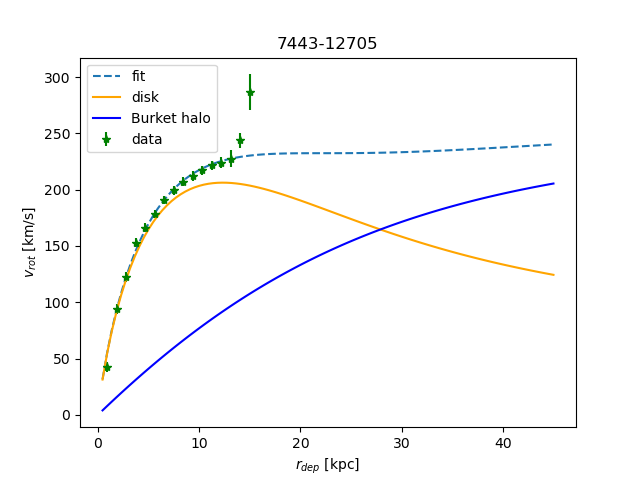 7443-12705
fit
disk
Burket halo
data
300
250
200
150
100
50
0
v_rot [km/s]
0 10 20 30 40
r_dep [kpc]